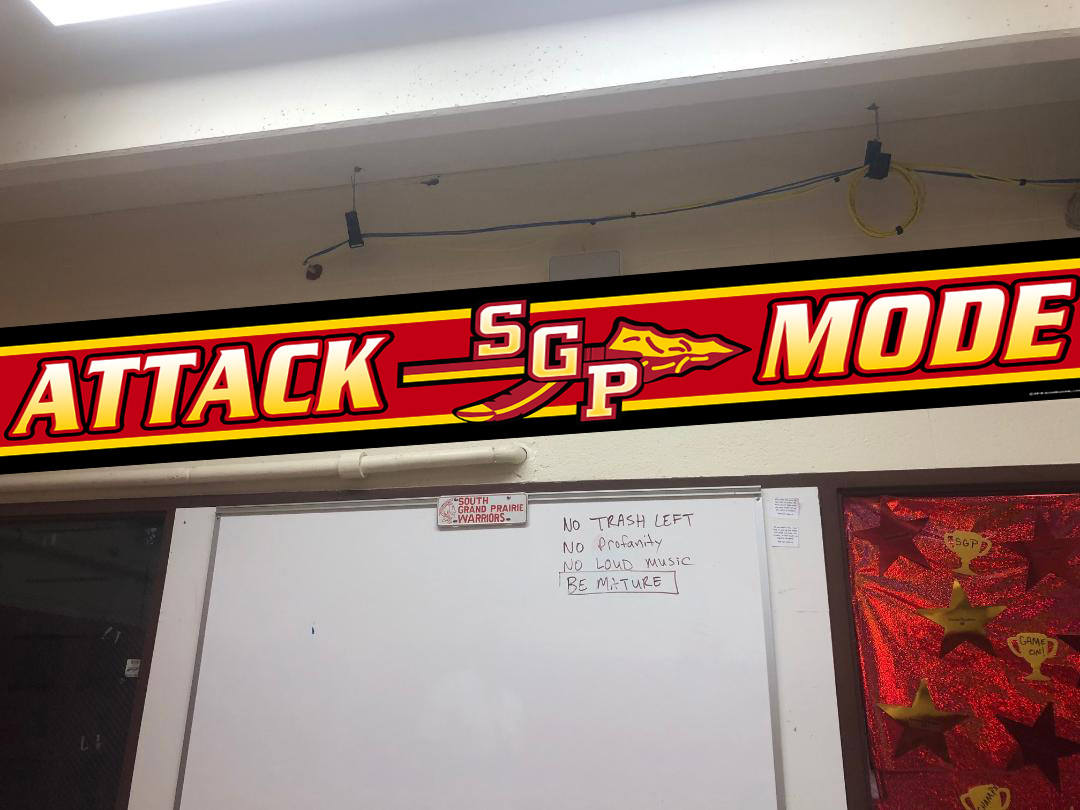 ATTACK SGP MODE
SOUTH
GRAND PRAIRIE
WARRIORS
NO TRASH LEFT
NO Profanity
NO LOUD MUSIC
BE MATURE
SGP
GAME
ON!